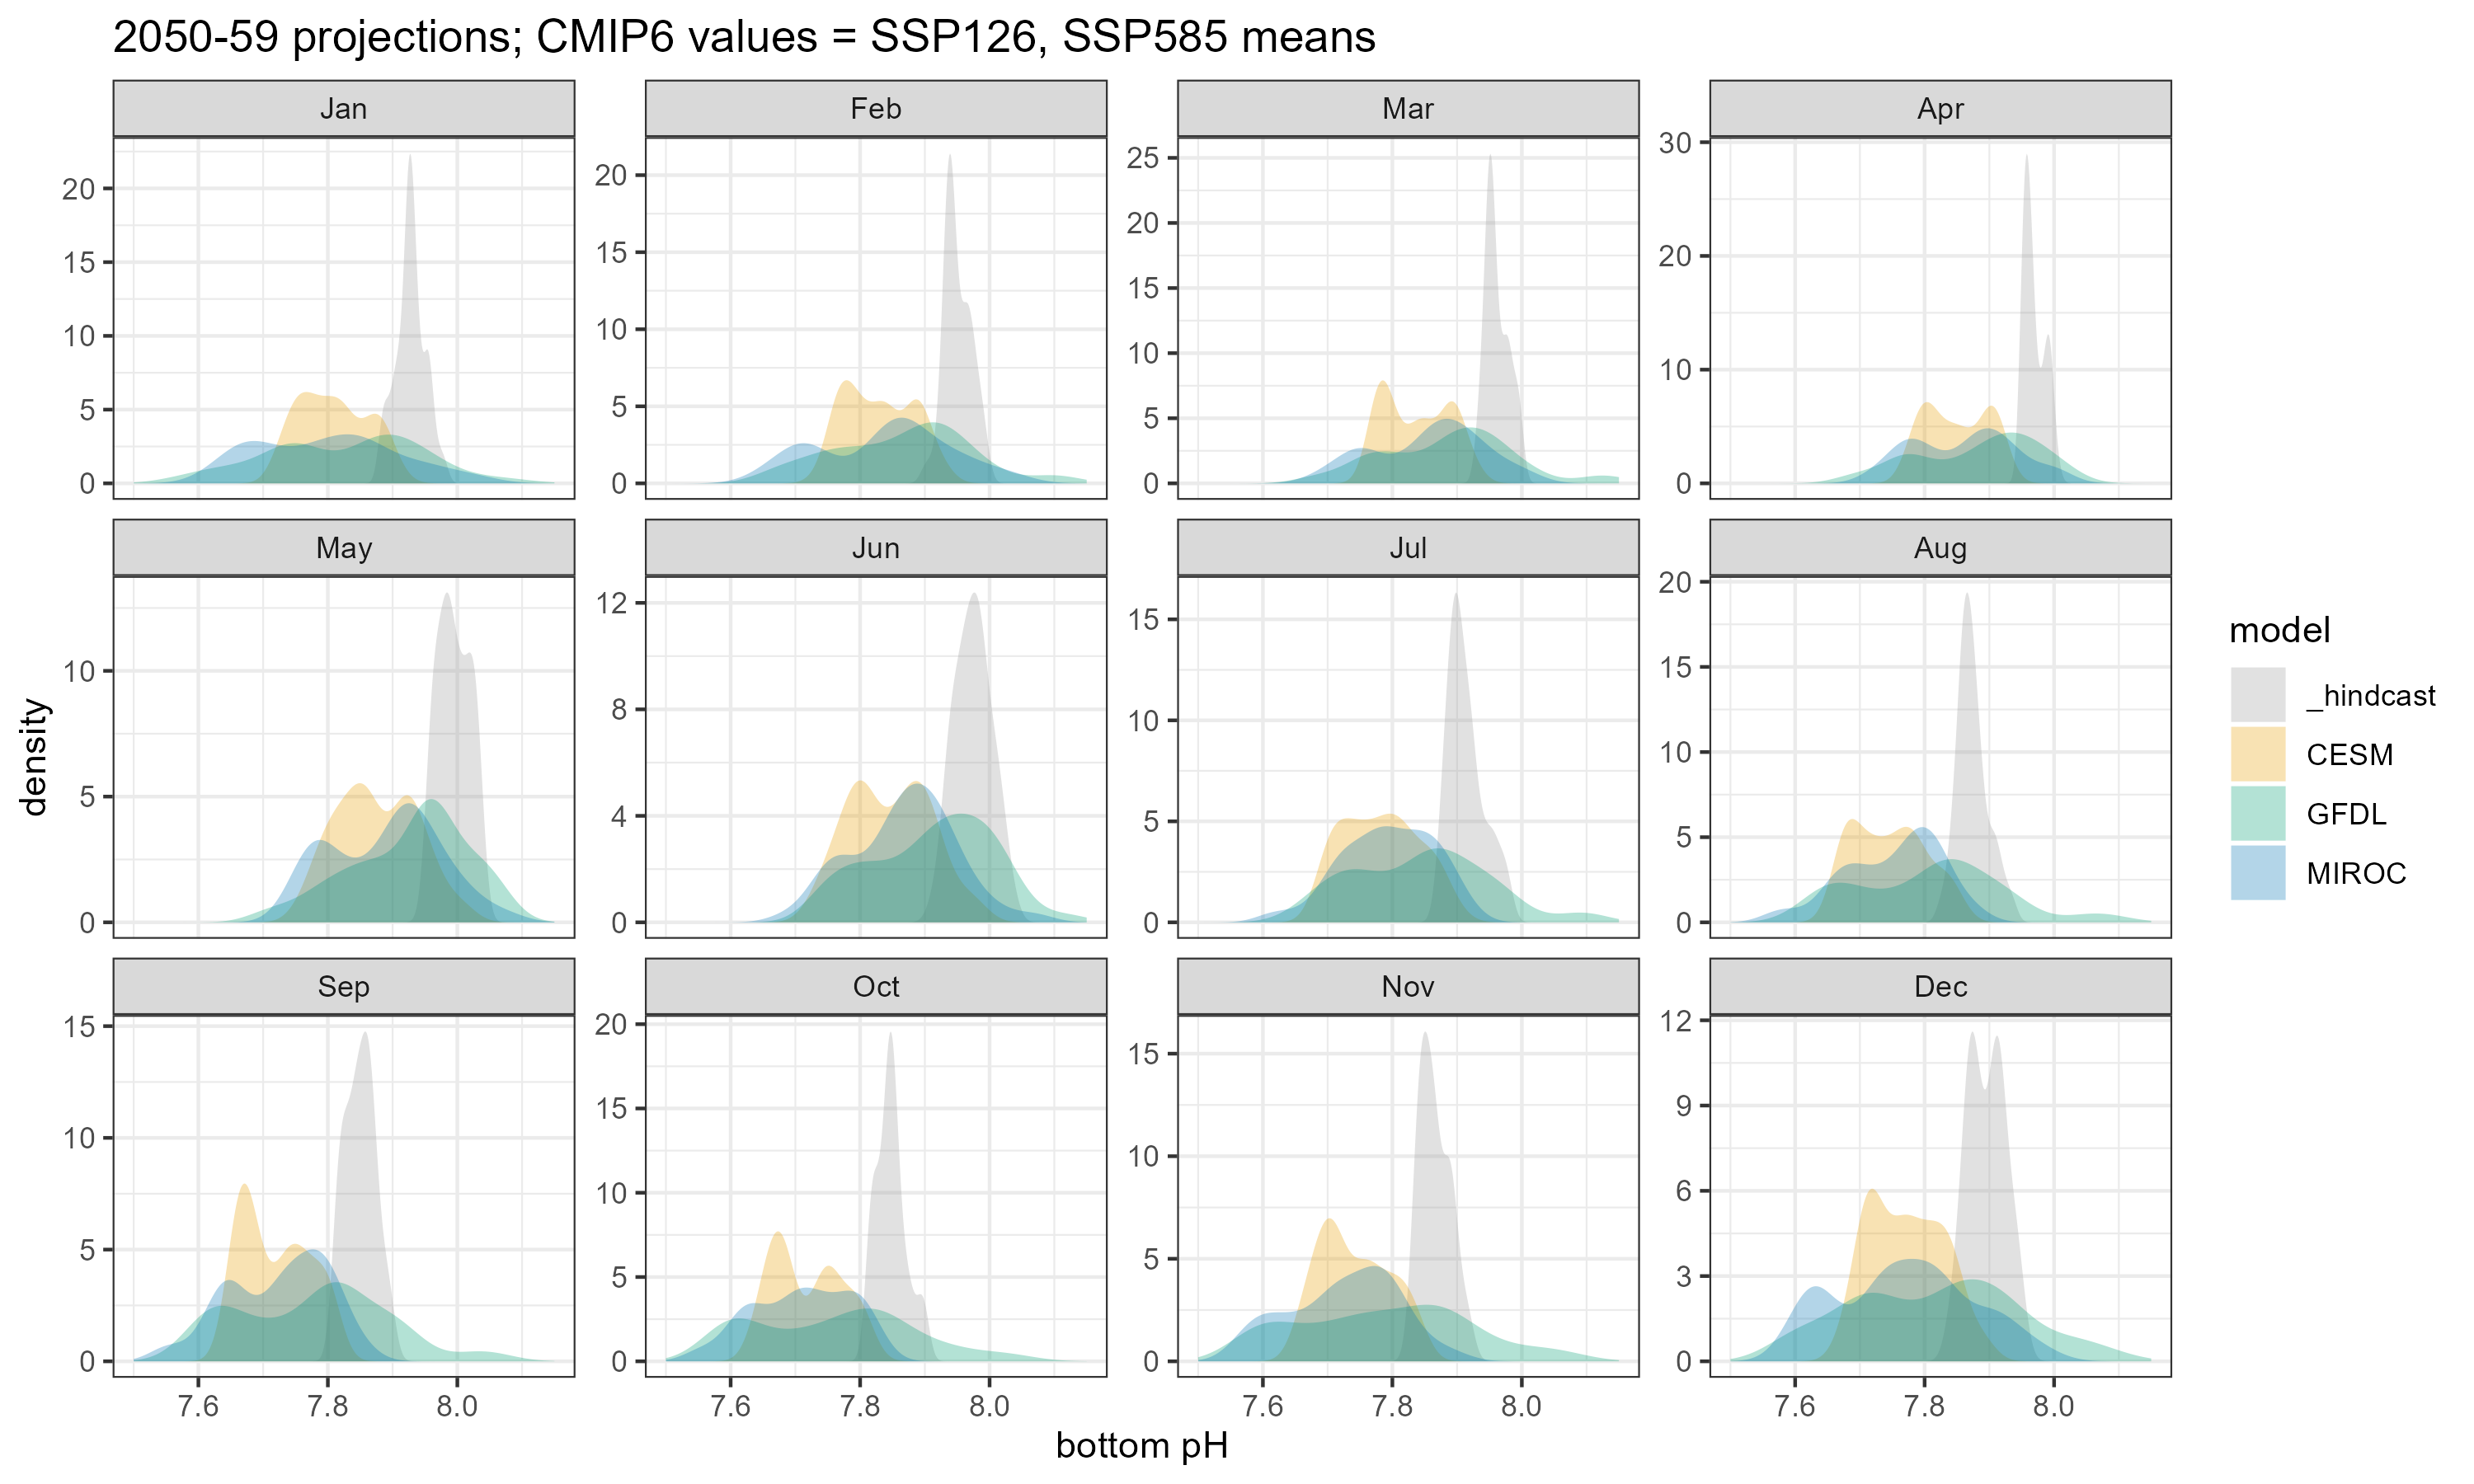 2050-59 projections; CMIP6 values = SSP126, SSP585 means
Jan Feb Mar Apr
20 15 10 5 0
20 15 10 5 0
25 20 15 10 5 0
30 20 10 0
May Jun Jul Aug
10 5 0
12 8 4 0
15 10 5 0
20 15 10 5 0
Sep Oct Nov Dec
15 10 5 0
20 15 10 5 0
15 10 5 0
12 9 6 3 0
7.6 7.8 8.0 7.6 7.8 8.0 7.6 7.8 8.0 7.6 7.8 8.0
density
bottom pH
model
_hindcast
CESM
GFDL
MIROC